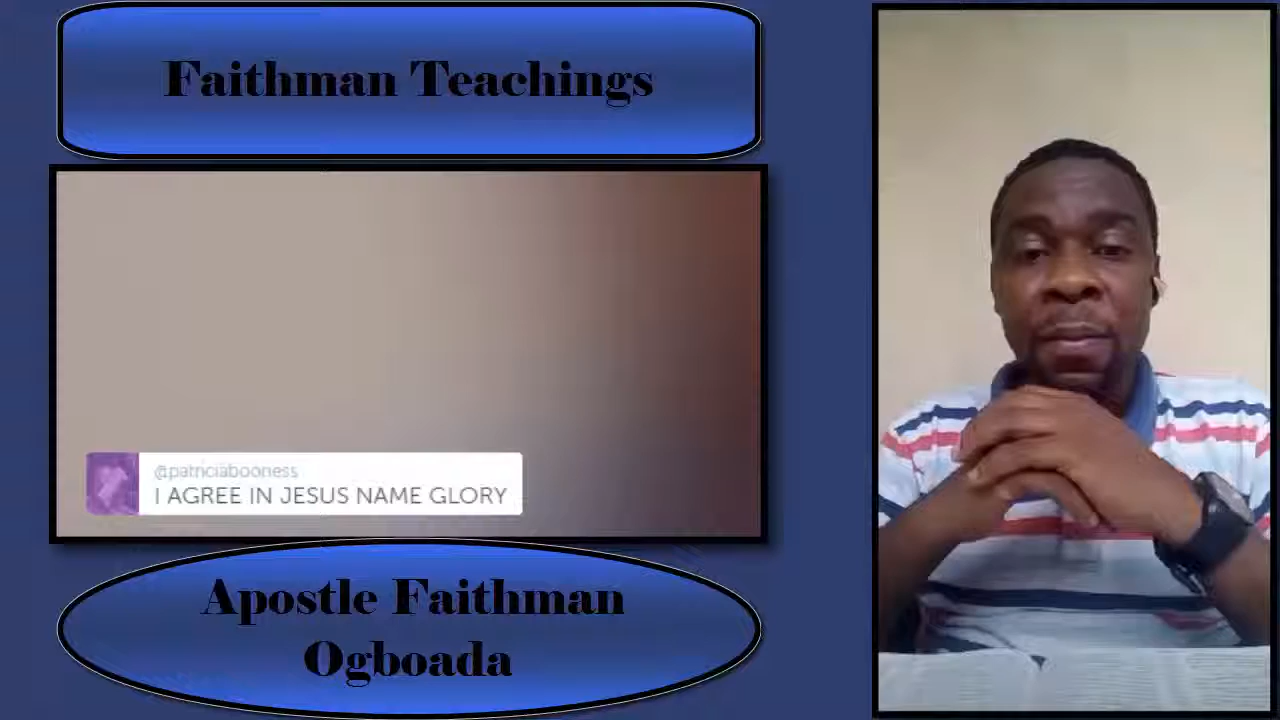 Faithman Teachings
@patriciabooness
I AGREE IN JESUS NAME GLORY
Apostle Faithman
Ogboada